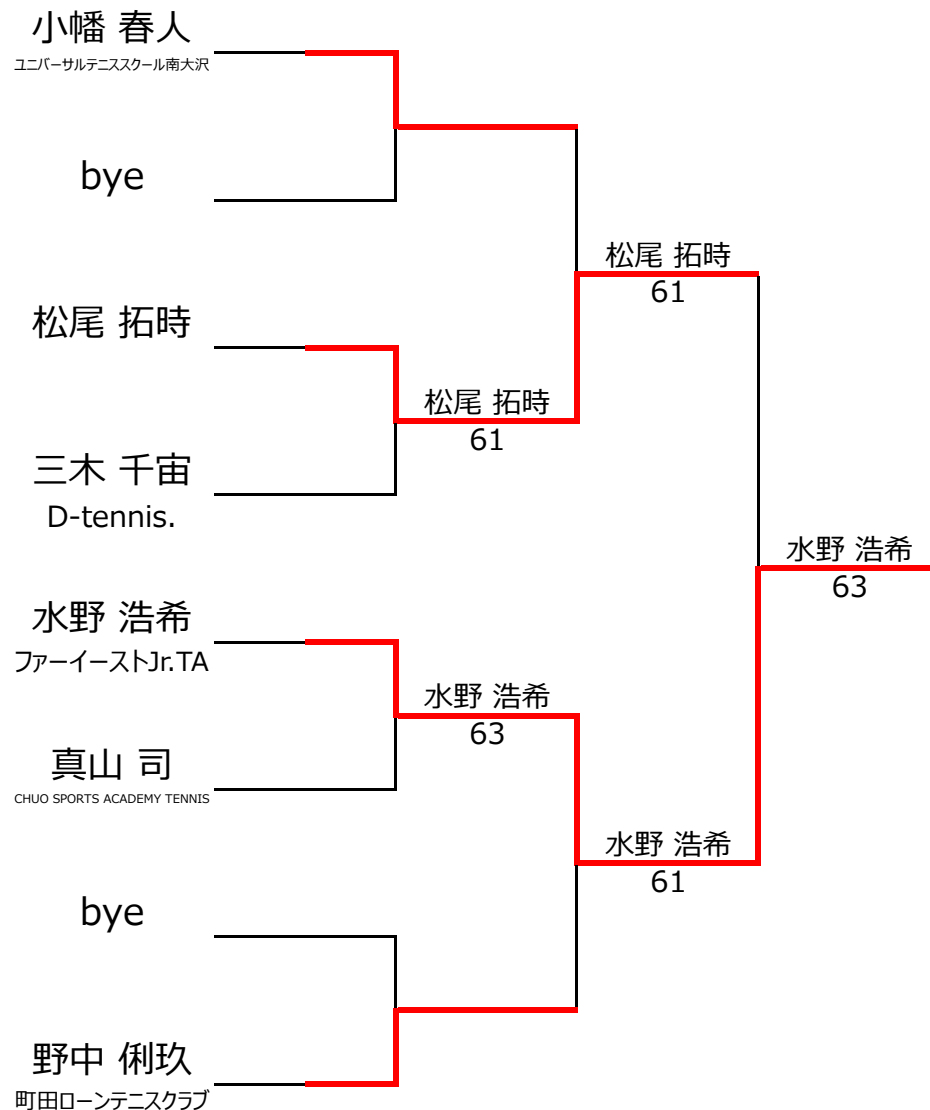 小幡 春人
ユニバーサルテニススクール南大沢
bye
松尾 拓時
61
松尾 拓時
松尾 拓時
61
三木 千宙
D-tennis.
水野 浩希
63
水野 浩希
ファーイーストJr.TA
水野 浩希
63
真山 司
CHUO SPORTS ACADEMY TENNIS
水野 浩希
61
bye
野中 俐玖
町田ローンテニスクラブ